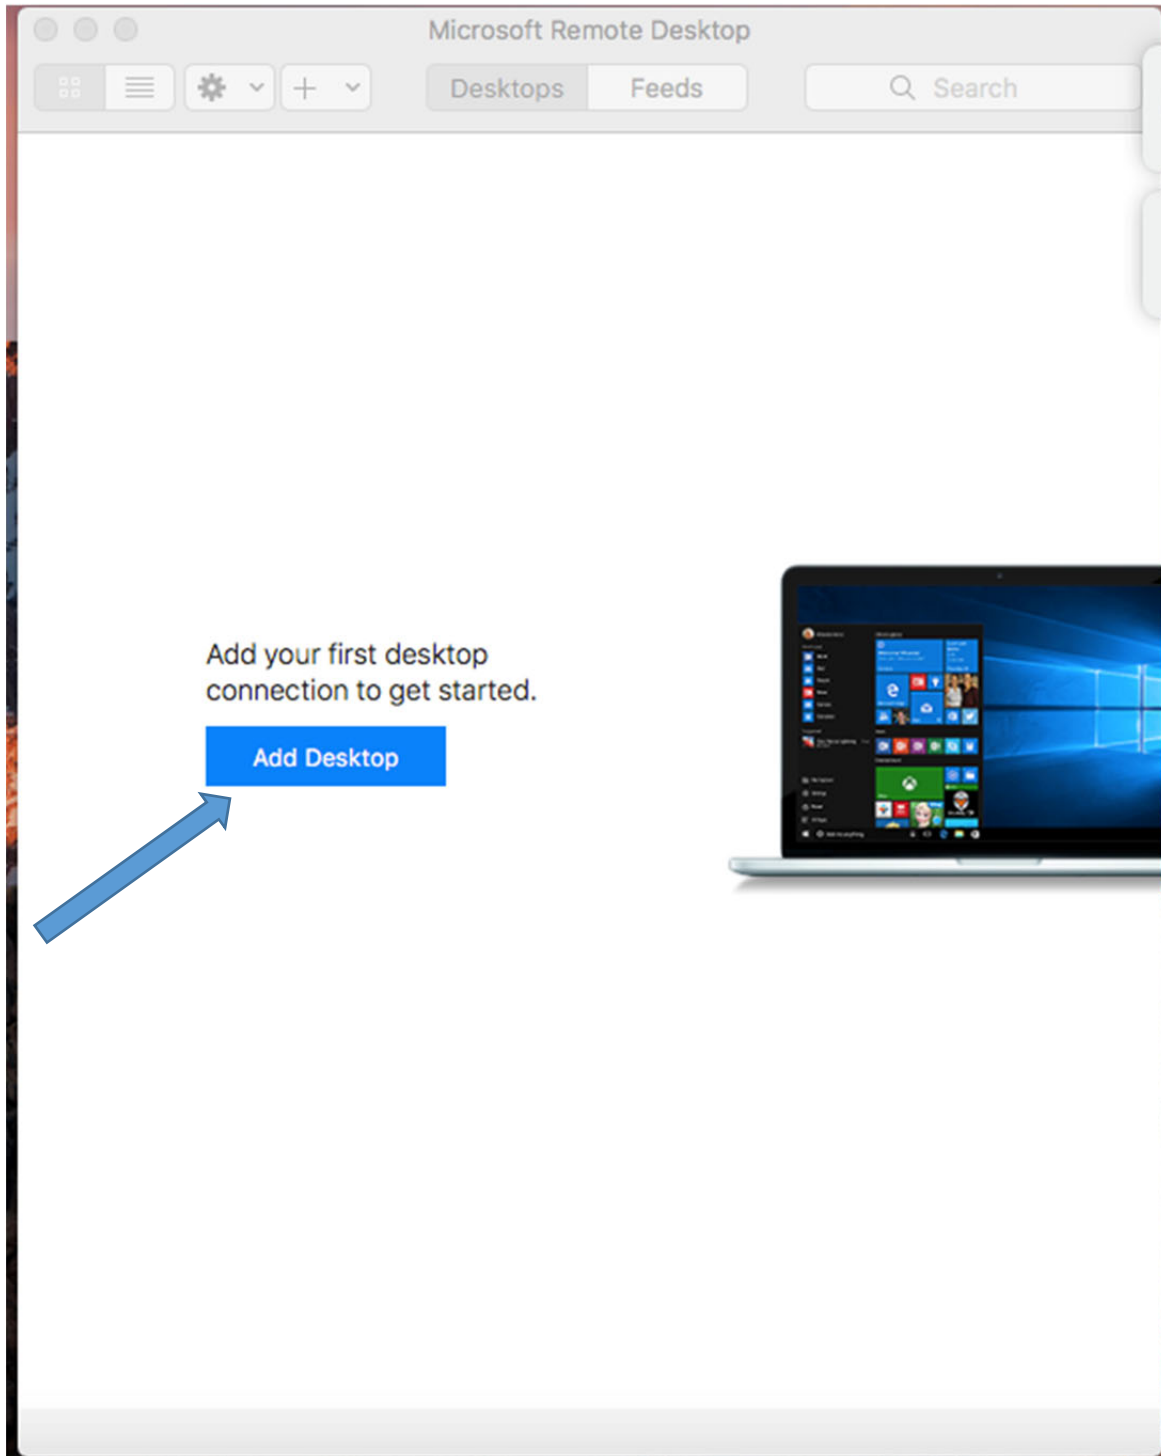 Microsoft Remote Desktop
Desktops
Feeds
Search
Add your first desktop
connection to get started.
Add Desktop